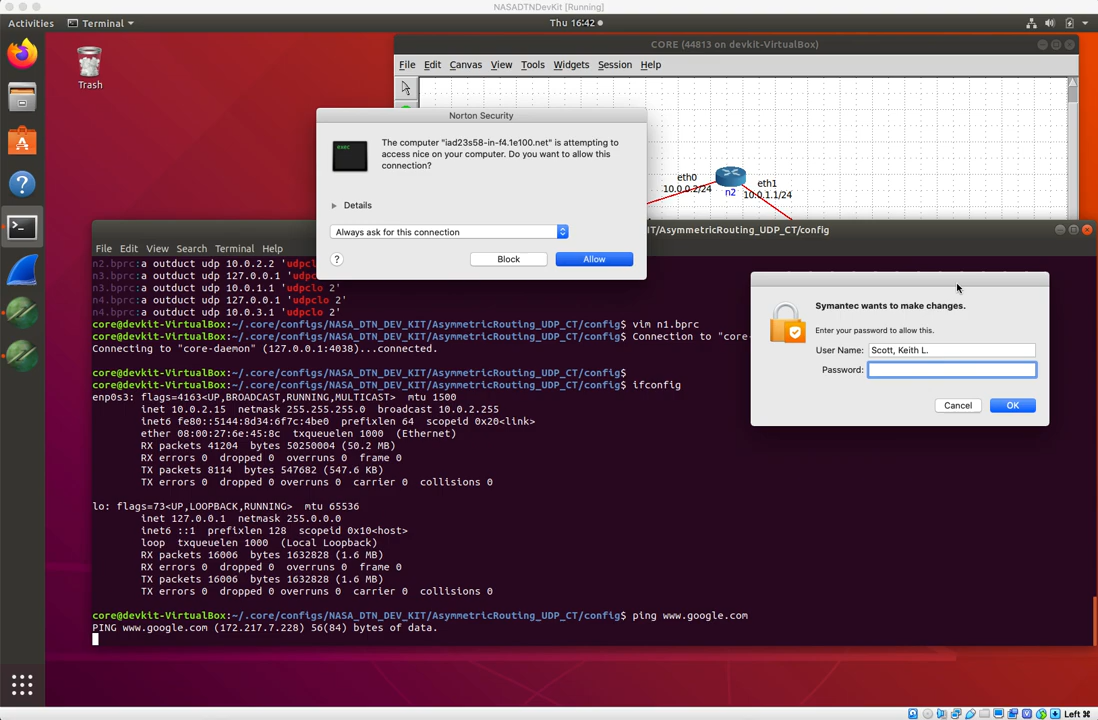 NASADTNDevKit [Running]
Activities
Terminal
Thu 16:42
Trash
CORE (44813 on devkit-VirtualBox)
File Edit Canvas View Tools Widgets Session Help
eth0
10.0.0.2/24
n2
eth1
10.0.1.1/24
Norton Security
exec
The computer "iad23s58-in-f4.1e100.net" is attempting to
access nice on your computer. Do you want to allow this
connection?
Details
Always ask for this connection
?
Block
Allow
IT/AsymmetricRouting_UDP_CT/config
File Edit View Search Terminal Help
n2.bprc:a outduct udp 10.0.2.2 'udpclo
n3.bprc:a outduct udp 127.0.0.1 'udpc
n3.bprc:a outduct udp 10.0.1.1 'udpclo 2'
n4.bprc:a outduct udp 127.0.0.1 'udpclo 2'
n4.bprc:a outduct udp 10.0.3.1 'udpclo 2'
core@devkit-VirtualBox:~/.core/configs/NASA_DTN_DEV_KIT/AsymmetricRouting_UDP_CT/config$ vim n1.bprc
core@devkit-VirtualBox:~/.core/configs/NASA_DTN_DEV_KIT/AsymmetricRouting_UDP_CT/config$ Connection to "core-
Connecting to "core-daemon" (127.0.0.1:4038)...connected.
core@devkit-VirtualBox:~/.core/configs/NASA_DTN_DEV_KIT/AsymmetricRouting_UDP_CT/config$
core@devkit-VirtualBox:~/.core/configs/NASA_DTN_DEV_KIT/AsymmetricRouting_UDP_CT/config$ ifconfig
enp0s3: flags=4163<UP,BROADCAST,RUNNING,MULTICAST> mtu 1500
inet 10.0.2.15 netmask 255.255.255.0 broadcast 10.0.2.255
inet6 fe80::5144:8d34:6f7c:4be0 prefixlen 64 scopeid 0x20<link>
ether 08:00:27:6e:45:8c txqueuelen 1000 (Ethernet)
RX packets 41204 bytes 50250004 (50.2 MB)
RX errors 0 dropped 0 overruns 0 frame 0
TX packets 8114 bytes 547682 (547.6 KB)
TX errors 0 dropped 0 overruns 0 carrier 0 collisions 0
lo: flags=73<UP,LOOPBACK,RUNNING> mtu 65536
inet 127.0.0.1 netmask 255.0.0.0
inet6 ::1 prefixlen 128 scopeid 0x10<host>
loop txqueuelen 1000 (Local Loopback)
RX packets 16006 bytes 1632828 (1.6 MB)
RX errors 0 dropped 0 overruns 0 frame 0
TX packets 16006 bytes 1632828 (1.6 MB)
TX errors 0 dropped 0 overruns 0 carrier 0 collisions 0
core@devkit-VirtualBox:~/.core/configs/NASA_DTN_DEV_KIT/AsymmetricRouting_UDP_CT/config$ ping www.google.com
PING www.google.com (172.217.7.228) 56(84) bytes of data.
Symantec wants to make changes.
Enter your password to allow this.
User Name: Scott, Keith L.
Password:
Cancel
OK
Left ⌘